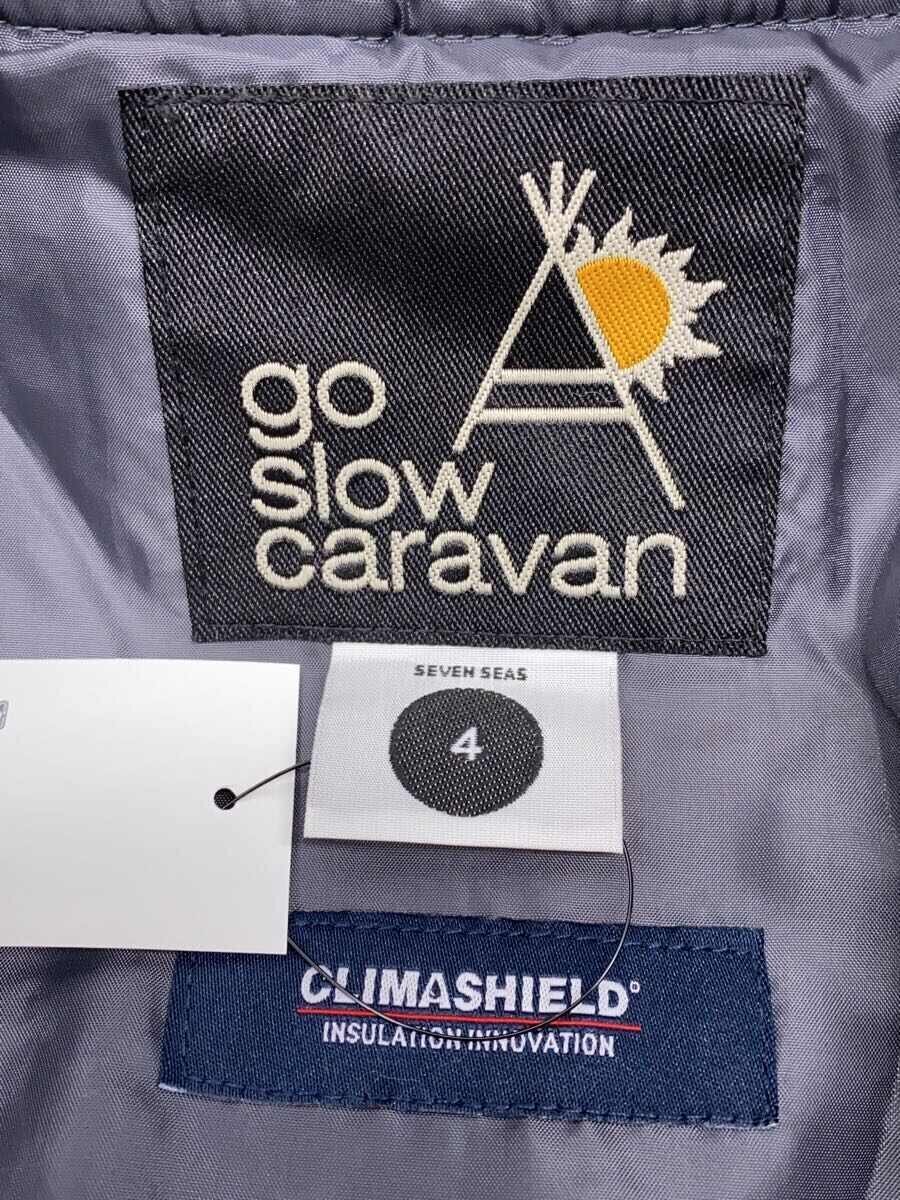 go
slow
caravan
SEVEN SEAS
4
CLIMASHIELD®
INSULATION INNOVATION